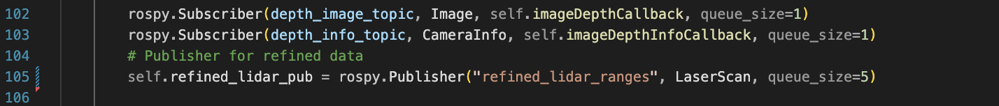 102 rospy.Subscriber(depth_image_topic, Image, self.imageDepthCallback, queue_size=1)
103 rospy.Subscriber(depth_info_topic, CameraInfo, self.imageDepthInfoCallback, queue_size=1)
104 # Publisher for refined data
105 self.refined_lidar_pub = rospy.Publisher("refined_lidar_ranges", LaserScan, queue_size=5)
106